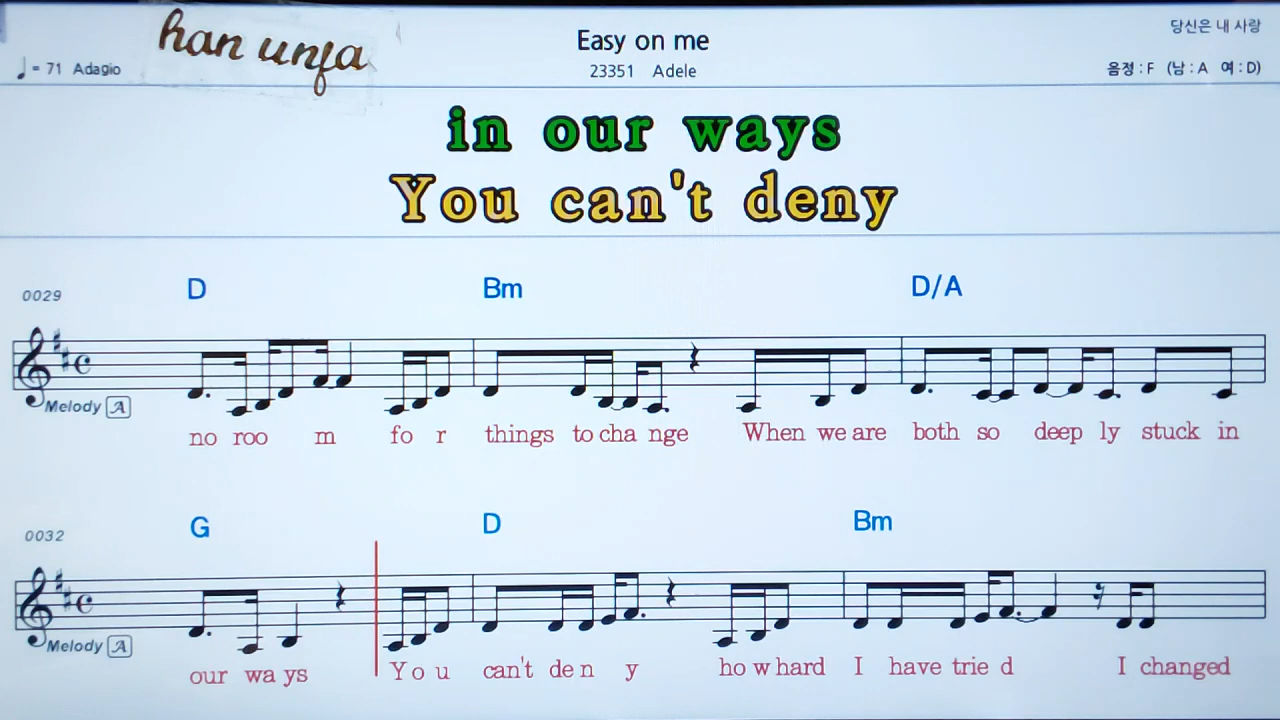 han unfa
Easy on me
당신은 내 사랑
♩= 71 Adagio
23351 Adele
음정 : F (남 : A 여 : D)
in our ways
You can't deny
D Bm D/A
0029
Melody A
no roo m fo r things to cha nge When we are both so deep ly stuck in
G D Bm
0032
Melody A
our wa ys Yo u can't de n y ho w hard I have trie d I changed